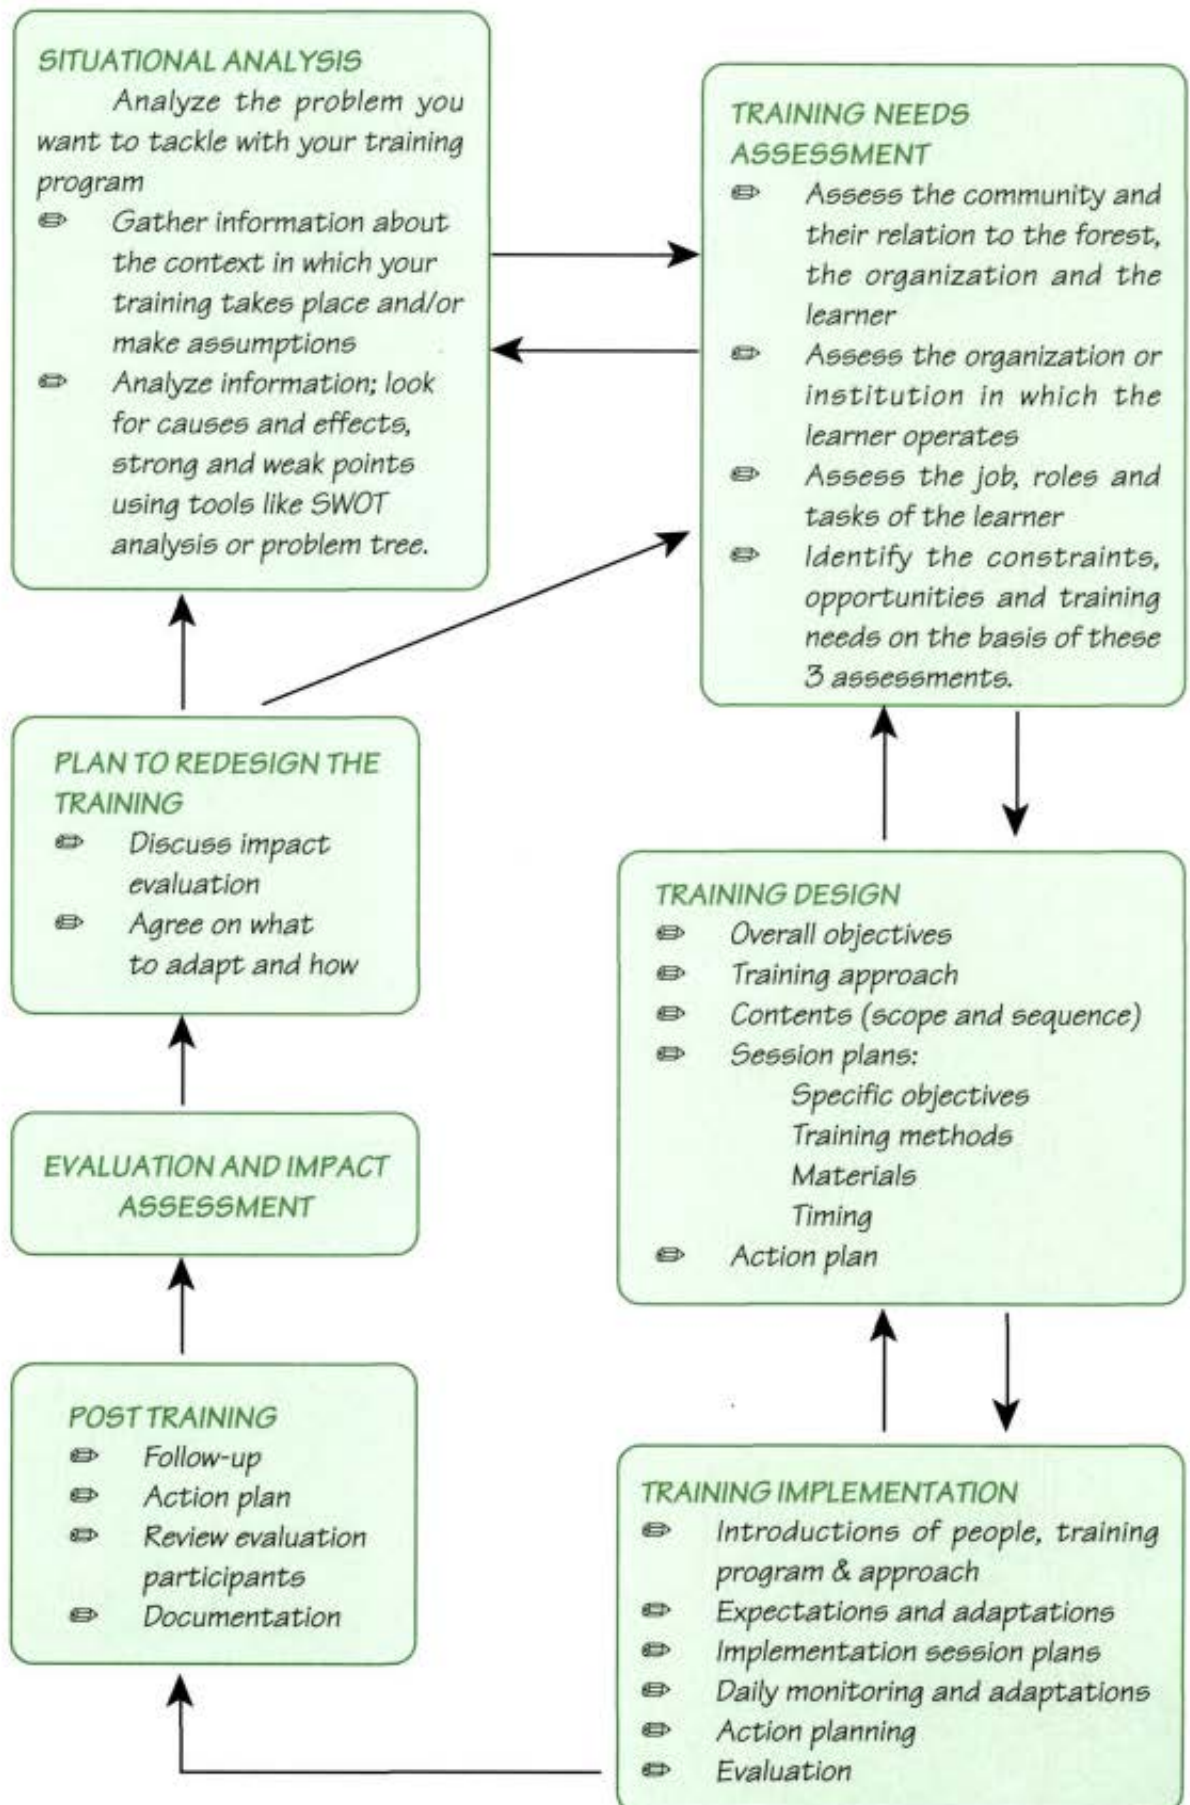 SITUATIONAL ANALYSIS
Analyze the problem you
want to tackle with your training
program
Gather information about
the context in which your
training takes place and/or
make assumptions
Analyze information; look
for causes and effects,
strong and weak points
using tools like SWOT
analysis or problem tree.
TRAINING NEEDS
ASSESSMENT
Assess the community and
their relation to the forest,
the organization and the
learner
Assess the organization or
institution in which the
learner operates
Assess the job, roles and
tasks of the learner
Identify the constraints,
opportunities and training
needs on the basis of these
3 assessments.
PLAN TO REDESIGN THE
TRAINING
Discuss impact
evaluation
Agree on what
to adapt and how
TRAINING DESIGN
Overall objectives
Training approach
Contents (scope and sequence)
Session plans:
Specific objectives
Training methods
Materials
Timing
Action plan
EVALUATION AND IMPACT
ASSESSMENT
POST TRAINING
Follow-up
Action plan
Review evaluation
participants
Documentation
TRAINING IMPLEMENTATION
Introductions of people, training
program & approach
Expectations and adaptations
Implementation session plans
Daily monitoring and adaptations
Action planning
Evaluation